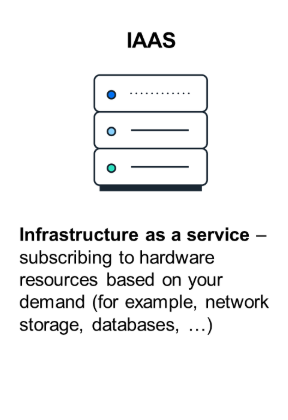 IAAS
Infrastructure as a service –
subscribing to hardware
resources based on your
demand (for example, network
storage, databases, …)